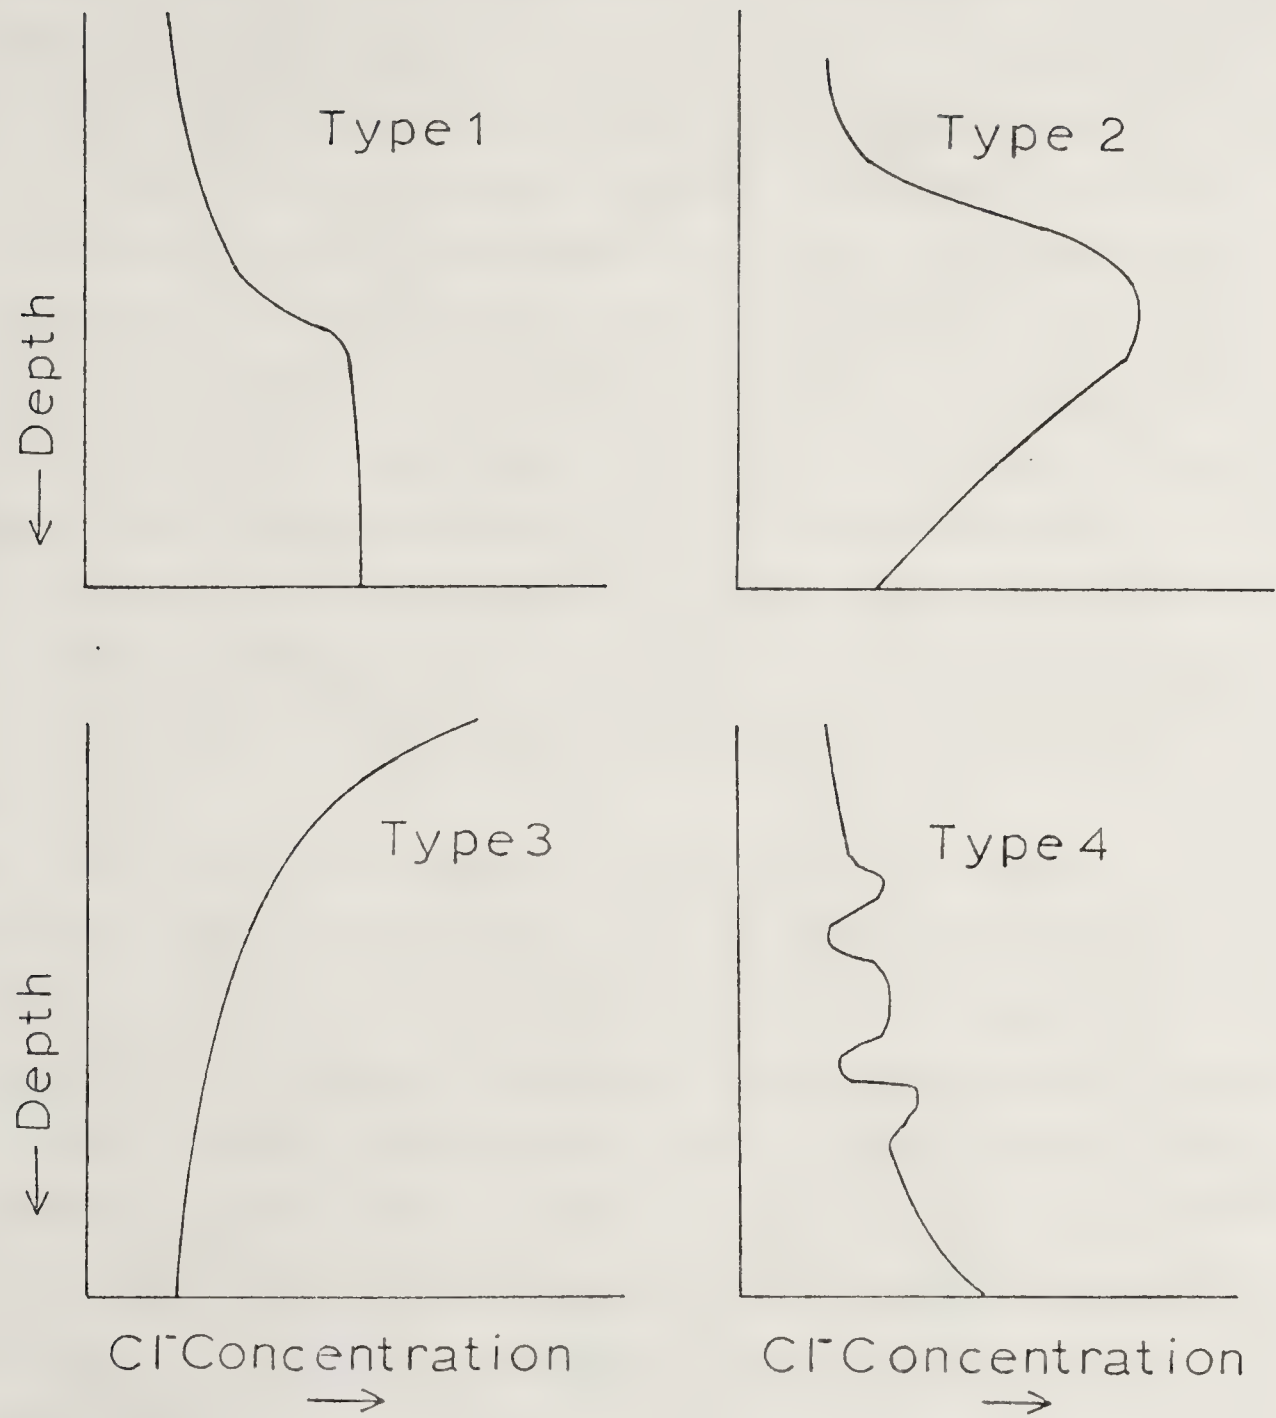 Type 1
Type 2
←Depth
Type 3
Type 4
←Depth
Cl⁻ Concentration
→
Cl⁻ Concentration
→